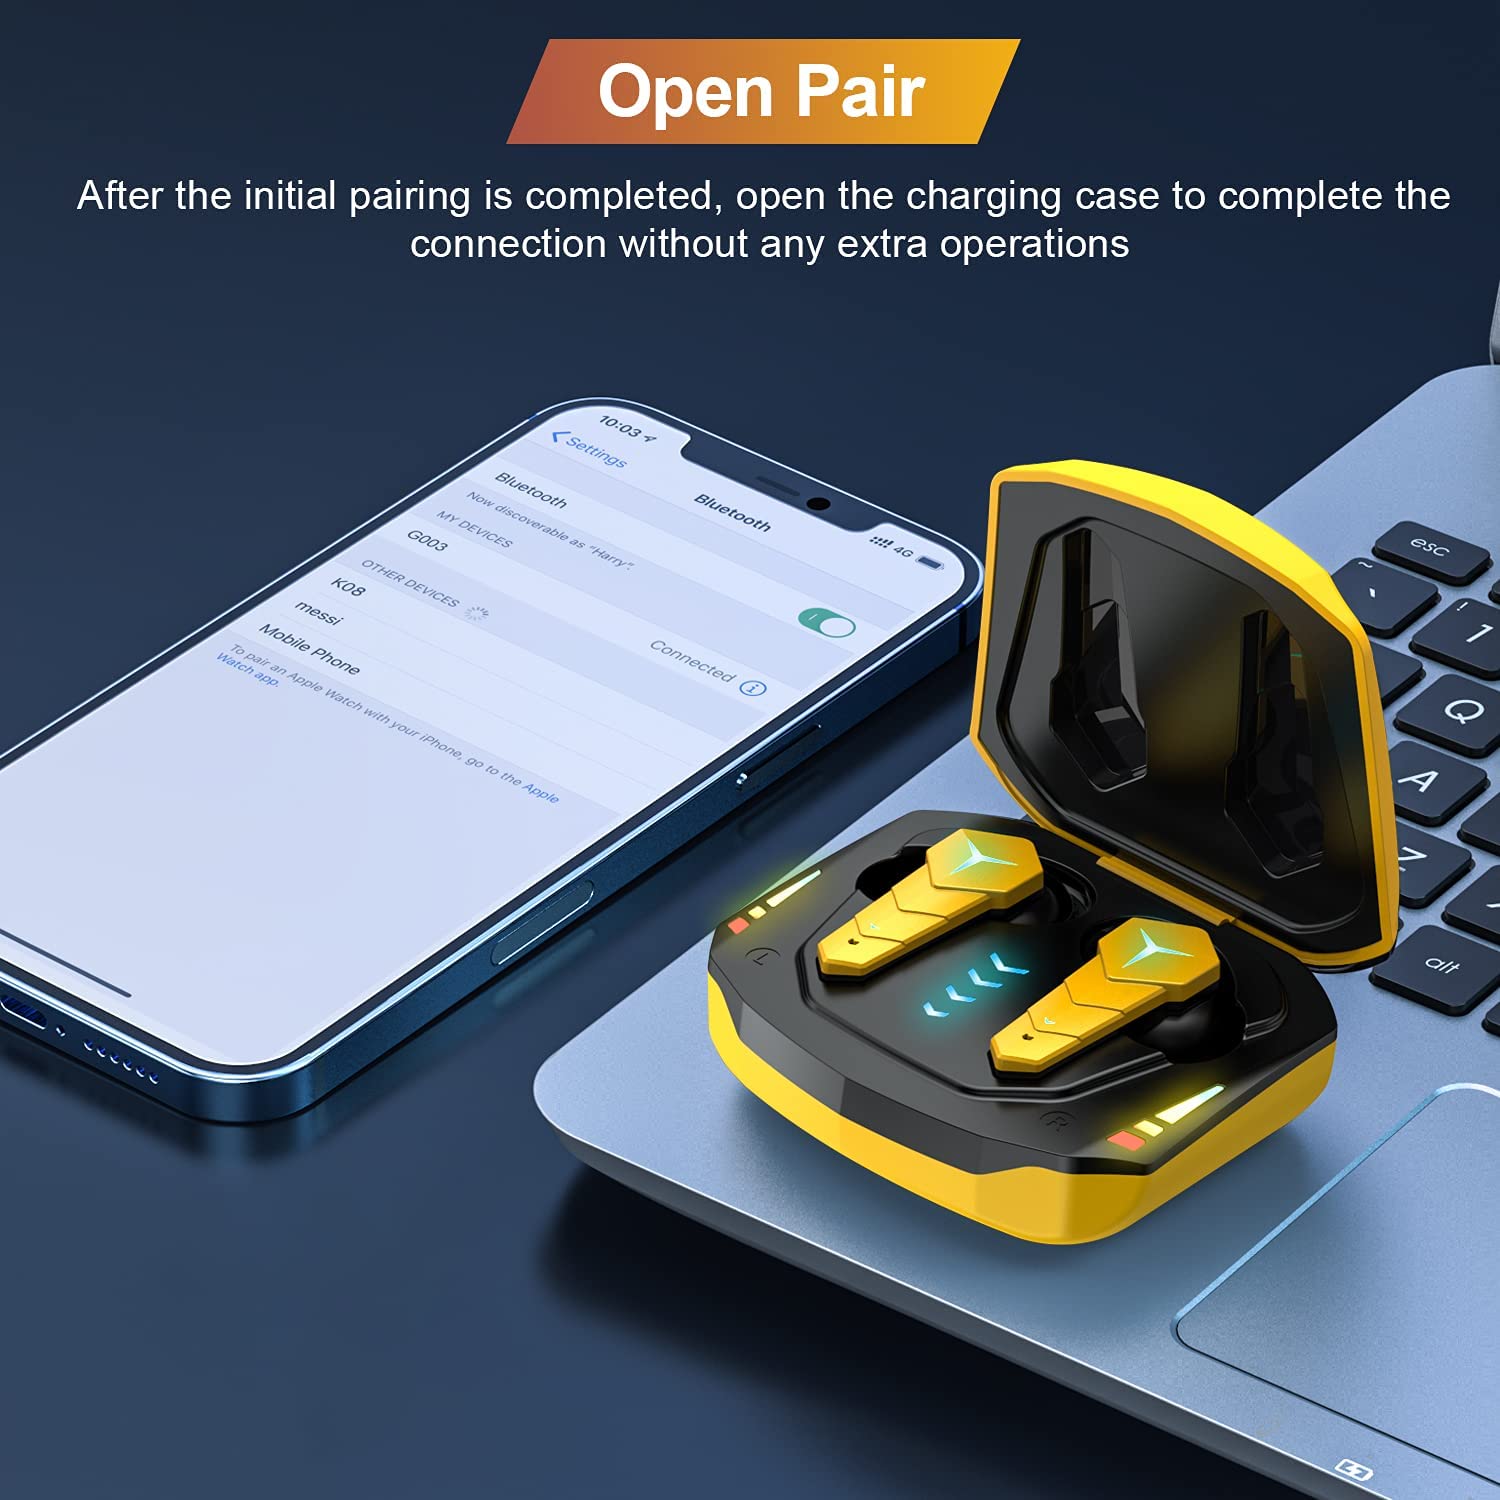 Open Pair
After the initial pairing is completed, open the charging case to complete the
connection without any extra operations
10:03
4G
Settings
Bluetooth
Bluetooth
Now discoverable as "Harry".
MY DEVICES
G003
Connected
OTHER DEVICES
K08
messi
Mobile Phone
To pair an Apple Watch with your iPhone, go to the Apple
Watch app.
L
R
esc
~
`
!
1
Q
A
Z
alt